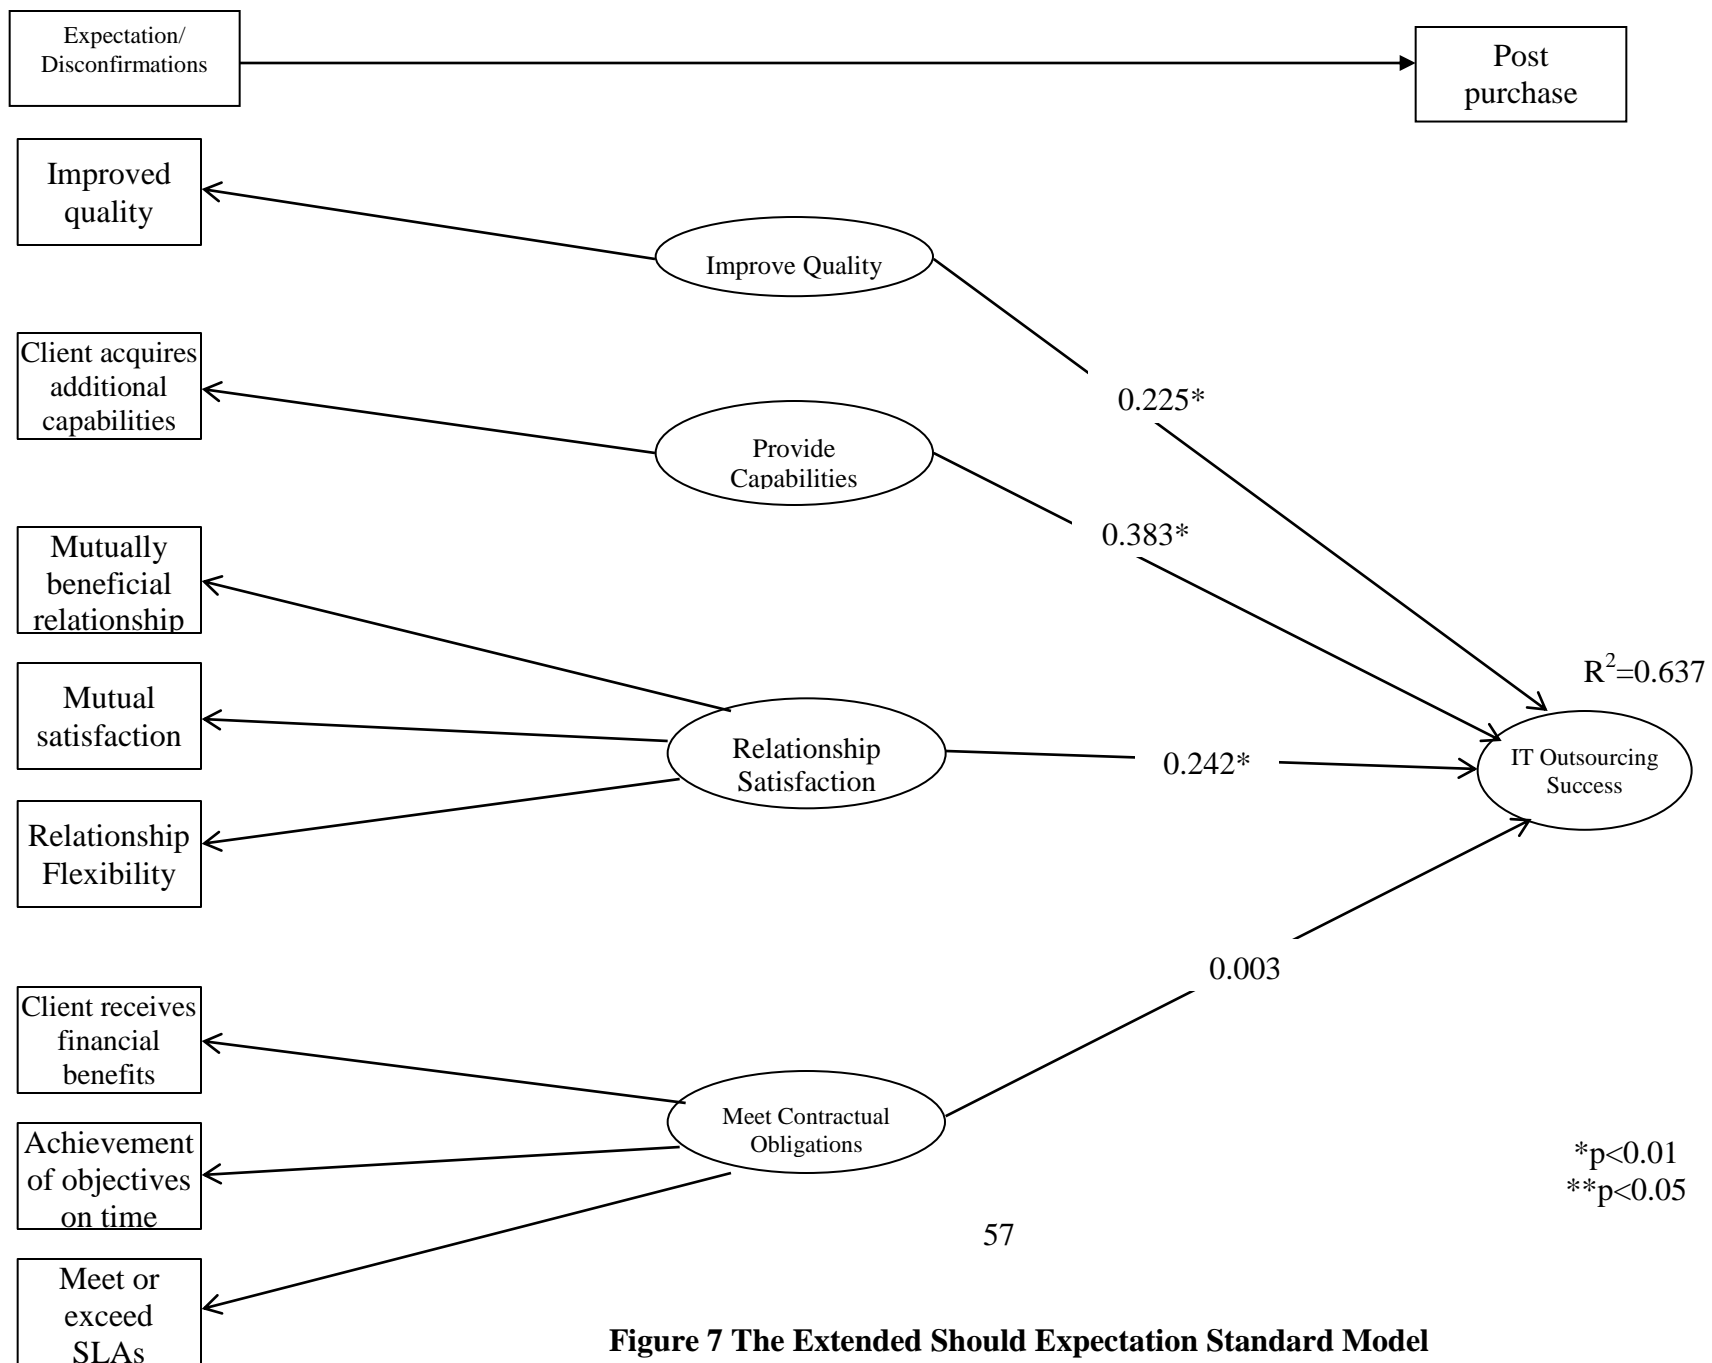 Expectation/
Disconfirmations
Post
purchase
Improved
quality
Improve Quality
Client acquires
additional
capabilities
Provide
Capabilities
0.225*
0.383*
Mutually
beneficial
relationship
Mutual
satisfaction
Relationship
Flexibility
Relationship
Satisfaction
0.242*
R²=0.637
IT Outsourcing
Success
0.003
Client receives
financial
benefits
Achievement
of objectives
on time
Meet or
exceed
SLAs
Meet Contractual
Obligations
*p<0.01
**p<0.05
57
Figure 7 The Extended Should Expectation Standard Model